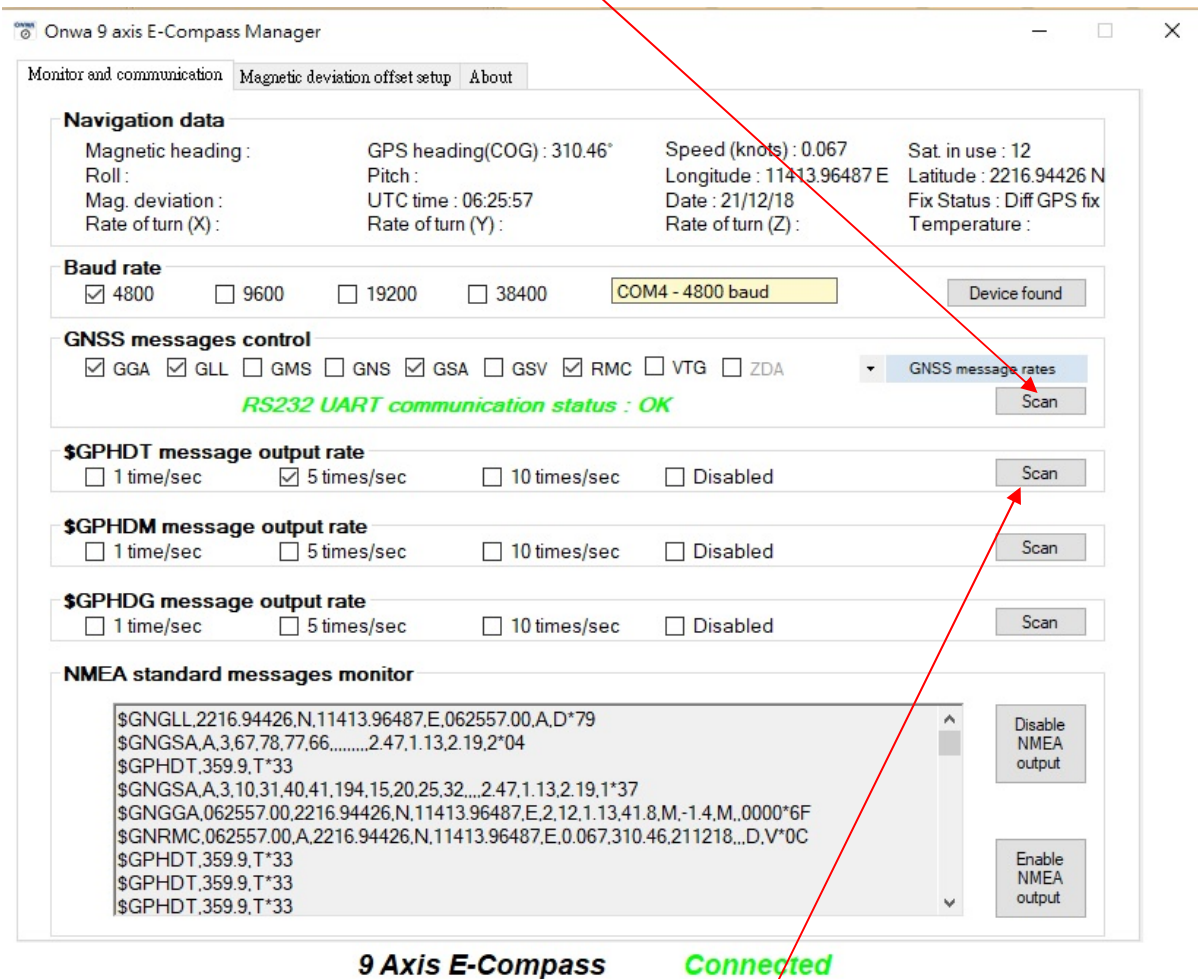 Onwa 9 axis E-Compass Manager
Monitor and communication Magnetic deviation offset setup About
Navigation data
Magnetic heading : GPS heading(COG) : 310.46° Speed (knots) : 0.067 Sat. in use : 12
Roll : Pitch : Longitude : 11413.96487 E Latitude : 2216.94426 N
Mag. deviation : UTC time : 06:25:57 Date : 21/12/18 Fix Status : Diff GPS fix
Rate of turn (X) : Rate of turn (Y) : Rate of turn (Z) : Temperature :
Baud rate
4800 9600 19200 38400 COM4 - 4800 baud Device found
GNSS messages control
GGA GLL GMS GNS GSA GSV RMC VTG ZDA GNSS message rates
RS232 UART communication status : OK Scan
$GPHDT message output rate
1 time/sec 5 times/sec 10 times/sec Disabled Scan
$GPHDM message output rate
1 time/sec 5 times/sec 10 times/sec Disabled Scan
$GPHDG message output rate
1 time/sec 5 times/sec 10 times/sec Disabled Scan
NMEA standard messages monitor
$GNGLL,2216.94426,N,11413.96487,E,062557.00,A,D*79
$GNGSA,A,3,67,78,77,66,,,,,,,,,2.47,1.13,2.19,2*04
$GPHDT,359.9,T*33
$GNGSA,A,3,10,31,40,41,194,15,20,25,32,,,,2.47,1.13,2.19,1*37
$GNGGA,062557.00,2216.94426,N,11413.96487,E,2,12,1.13,41.8,M,-1.4,M,,0000*6F
$GNRMC,062557.00,A,2216.94426,N,11413.96487,E,0.067,310.46,211218,,,D,V*0C
$GPHDT,359.9,T*33
$GPHDT,359.9,T*33
$GPHDT,359.9,T*33
Disable
NMEA
output
Enable
NMEA
output
9 Axis E-Compass Connected